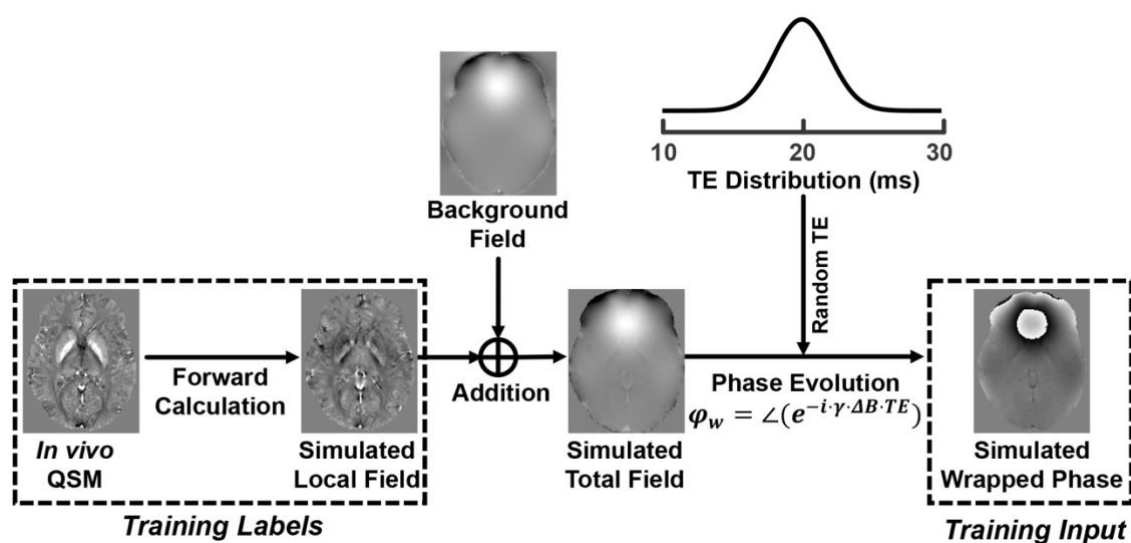 10
20
30
TE Distribution (ms)
Background
Field
Random TE
Forward
Calculation
Addition
Phase Evolution
φ_w = ∠(e^{-i·γ·ΔB·TE})
In vivo
QSM
Simulated
Local Field
Simulated
Total Field
Simulated
Wrapped Phase
Training Labels
Training Input